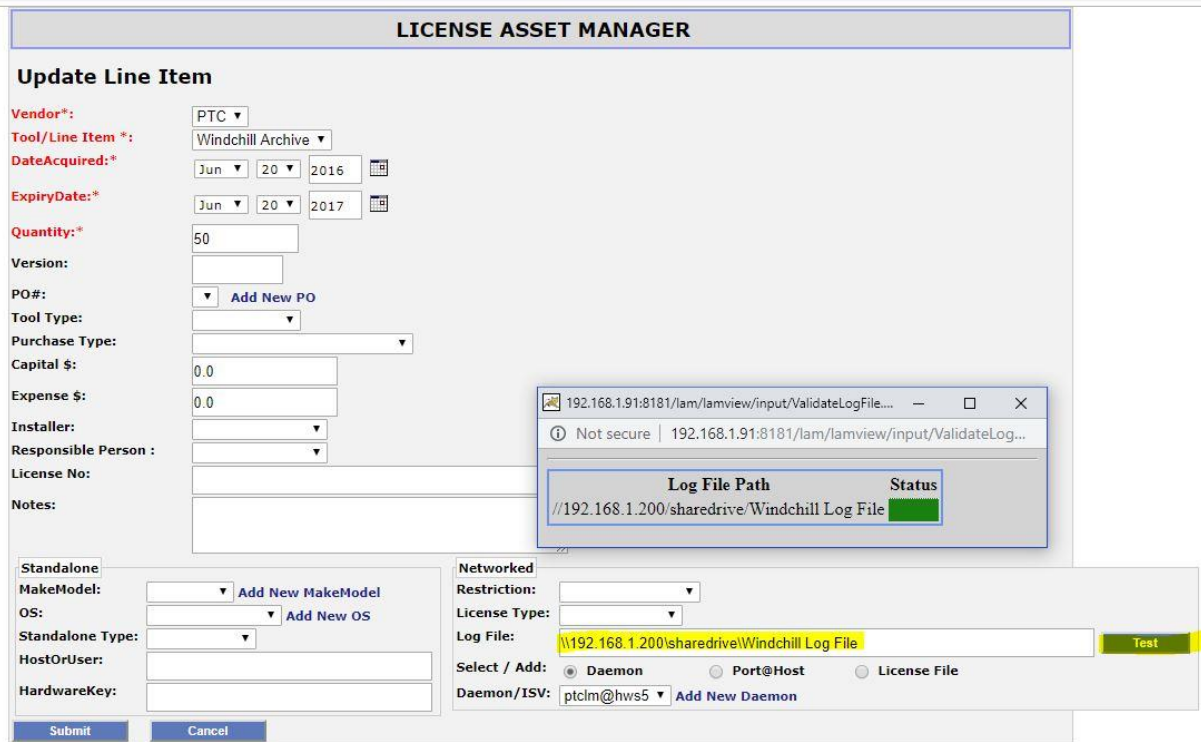 LICENSE ASSET MANAGER
Update Line Item
Vendor*: PTC
Tool/Line Item *: Windchill Archive
DateAcquired:* Jun 20 2016
ExpiryDate:* Jun 20 2017
Quantity:* 50
Version:
PO#: Add New PO
Tool Type:
Purchase Type:
Capital $: 0.0
Expense $: 0.0
Installer:
Responsible Person :
License No:
Notes:
192.168.1.91:8181/lam/lamview/input/ValidateLogFile....
Not secure | 192.168.1.91:8181/lam/lamview/input/ValidateLog...
Log File Path Status
//192.168.1.200/sharedrive/Windchill Log File
Standalone
MakeModel: Add New MakeModel
OS: Add New OS
Standalone Type:
HostOrUser:
HardwareKey:
Networked
Restriction:
License Type:
Log File: \\192.168.1.200\sharedrive\Windchill Log File Test
Select / Add: Daemon Port@Host License File
Daemon/ISV: ptclm@hws5 Add New Daemon
Submit Cancel